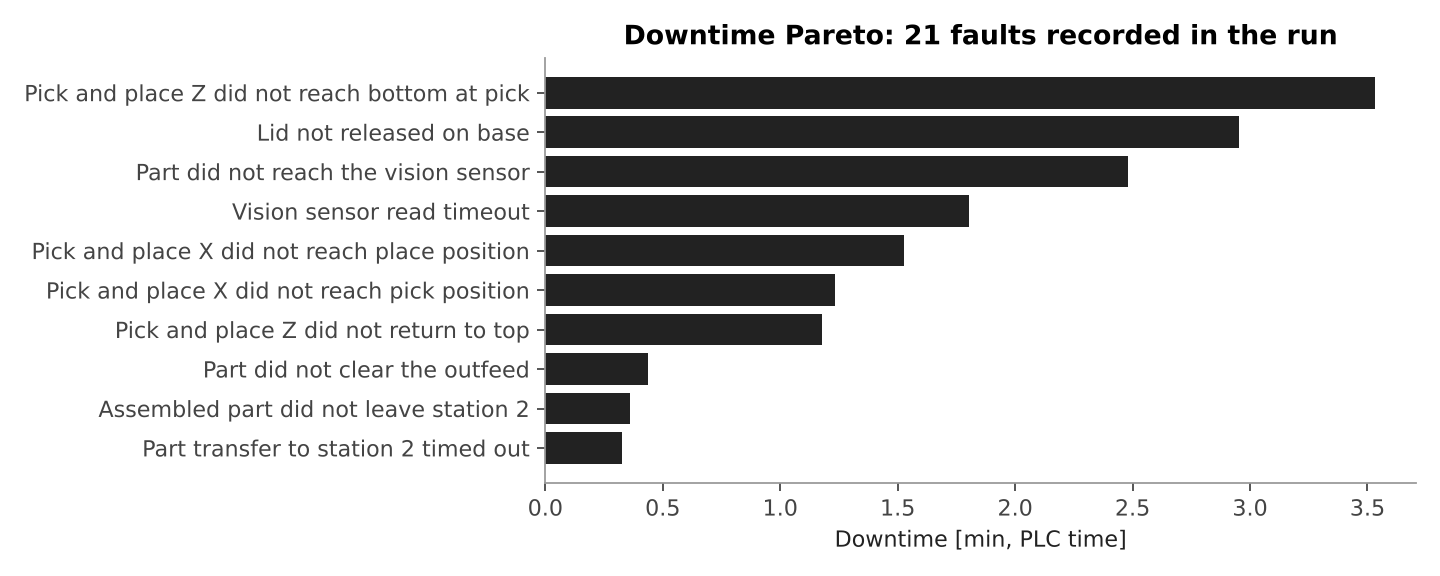 Downtime Pareto: 21 faults recorded in the run
Pick and place Z did not reach bottom at pick
Lid not released on base
Part did not reach the vision sensor
Vision sensor read timeout
Pick and place X did not reach place position
Pick and place X did not reach pick position
Pick and place Z did not return to top
Part did not clear the outfeed
Assembled part did not leave station 2
Part transfer to station 2 timed out
0.0 0.5 1.0 1.5 2.0 2.5 3.0 3.5
Downtime [min, PLC time]